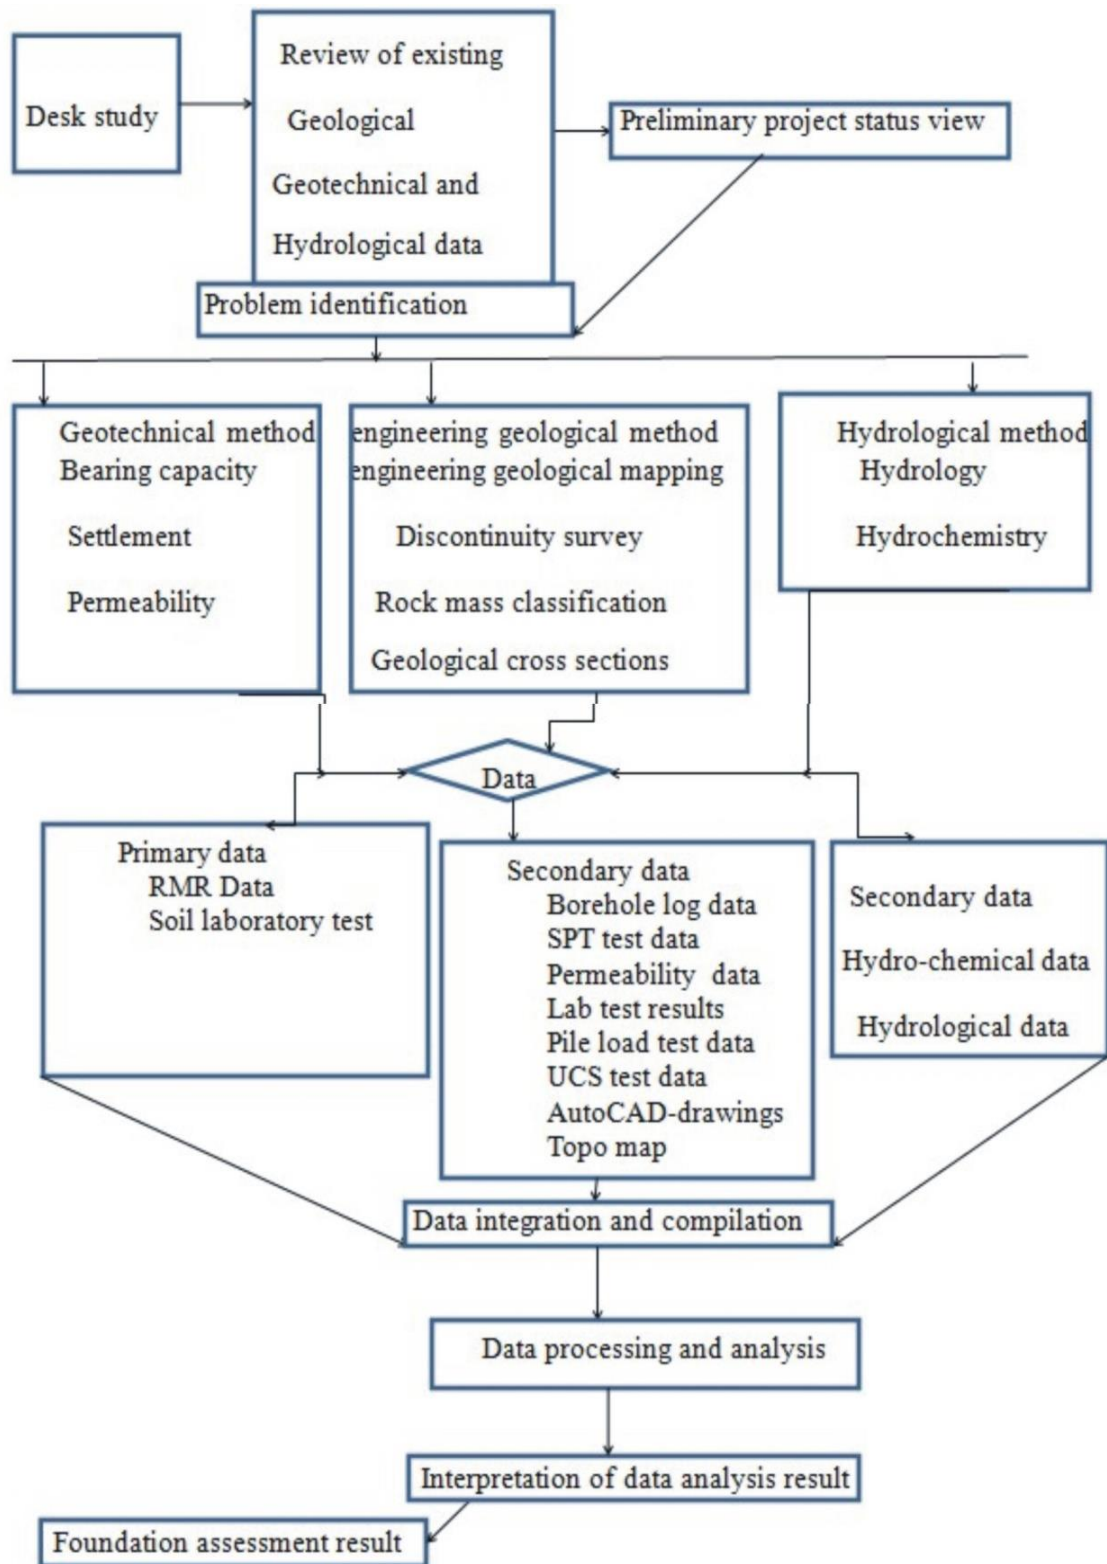 Desk study
Review of existing
Geological
Geotechnical and
Hydrological data
Preliminary project status view
Problem identification
Geotechnical method
Bearing capacity
Settlement
Permeability
engineering geological method
engineering geological mapping
Discontinuity survey
Rock mass classification
Geological cross sections
Hydrological method
Hydrology
Hydrochemistry
Data
Primary data
RMR Data
Soil laboratory test
Secondary data
Borehole log data
SPT test data
Permeability data
Lab test results
Pile load test data
UCS test data
AutoCAD-drawings
Topo map
Secondary data
Hydro-chemical data
Hydrological data
Data integration and compilation
Data processing and analysis
Interpretation of data analysis result
Foundation assessment result